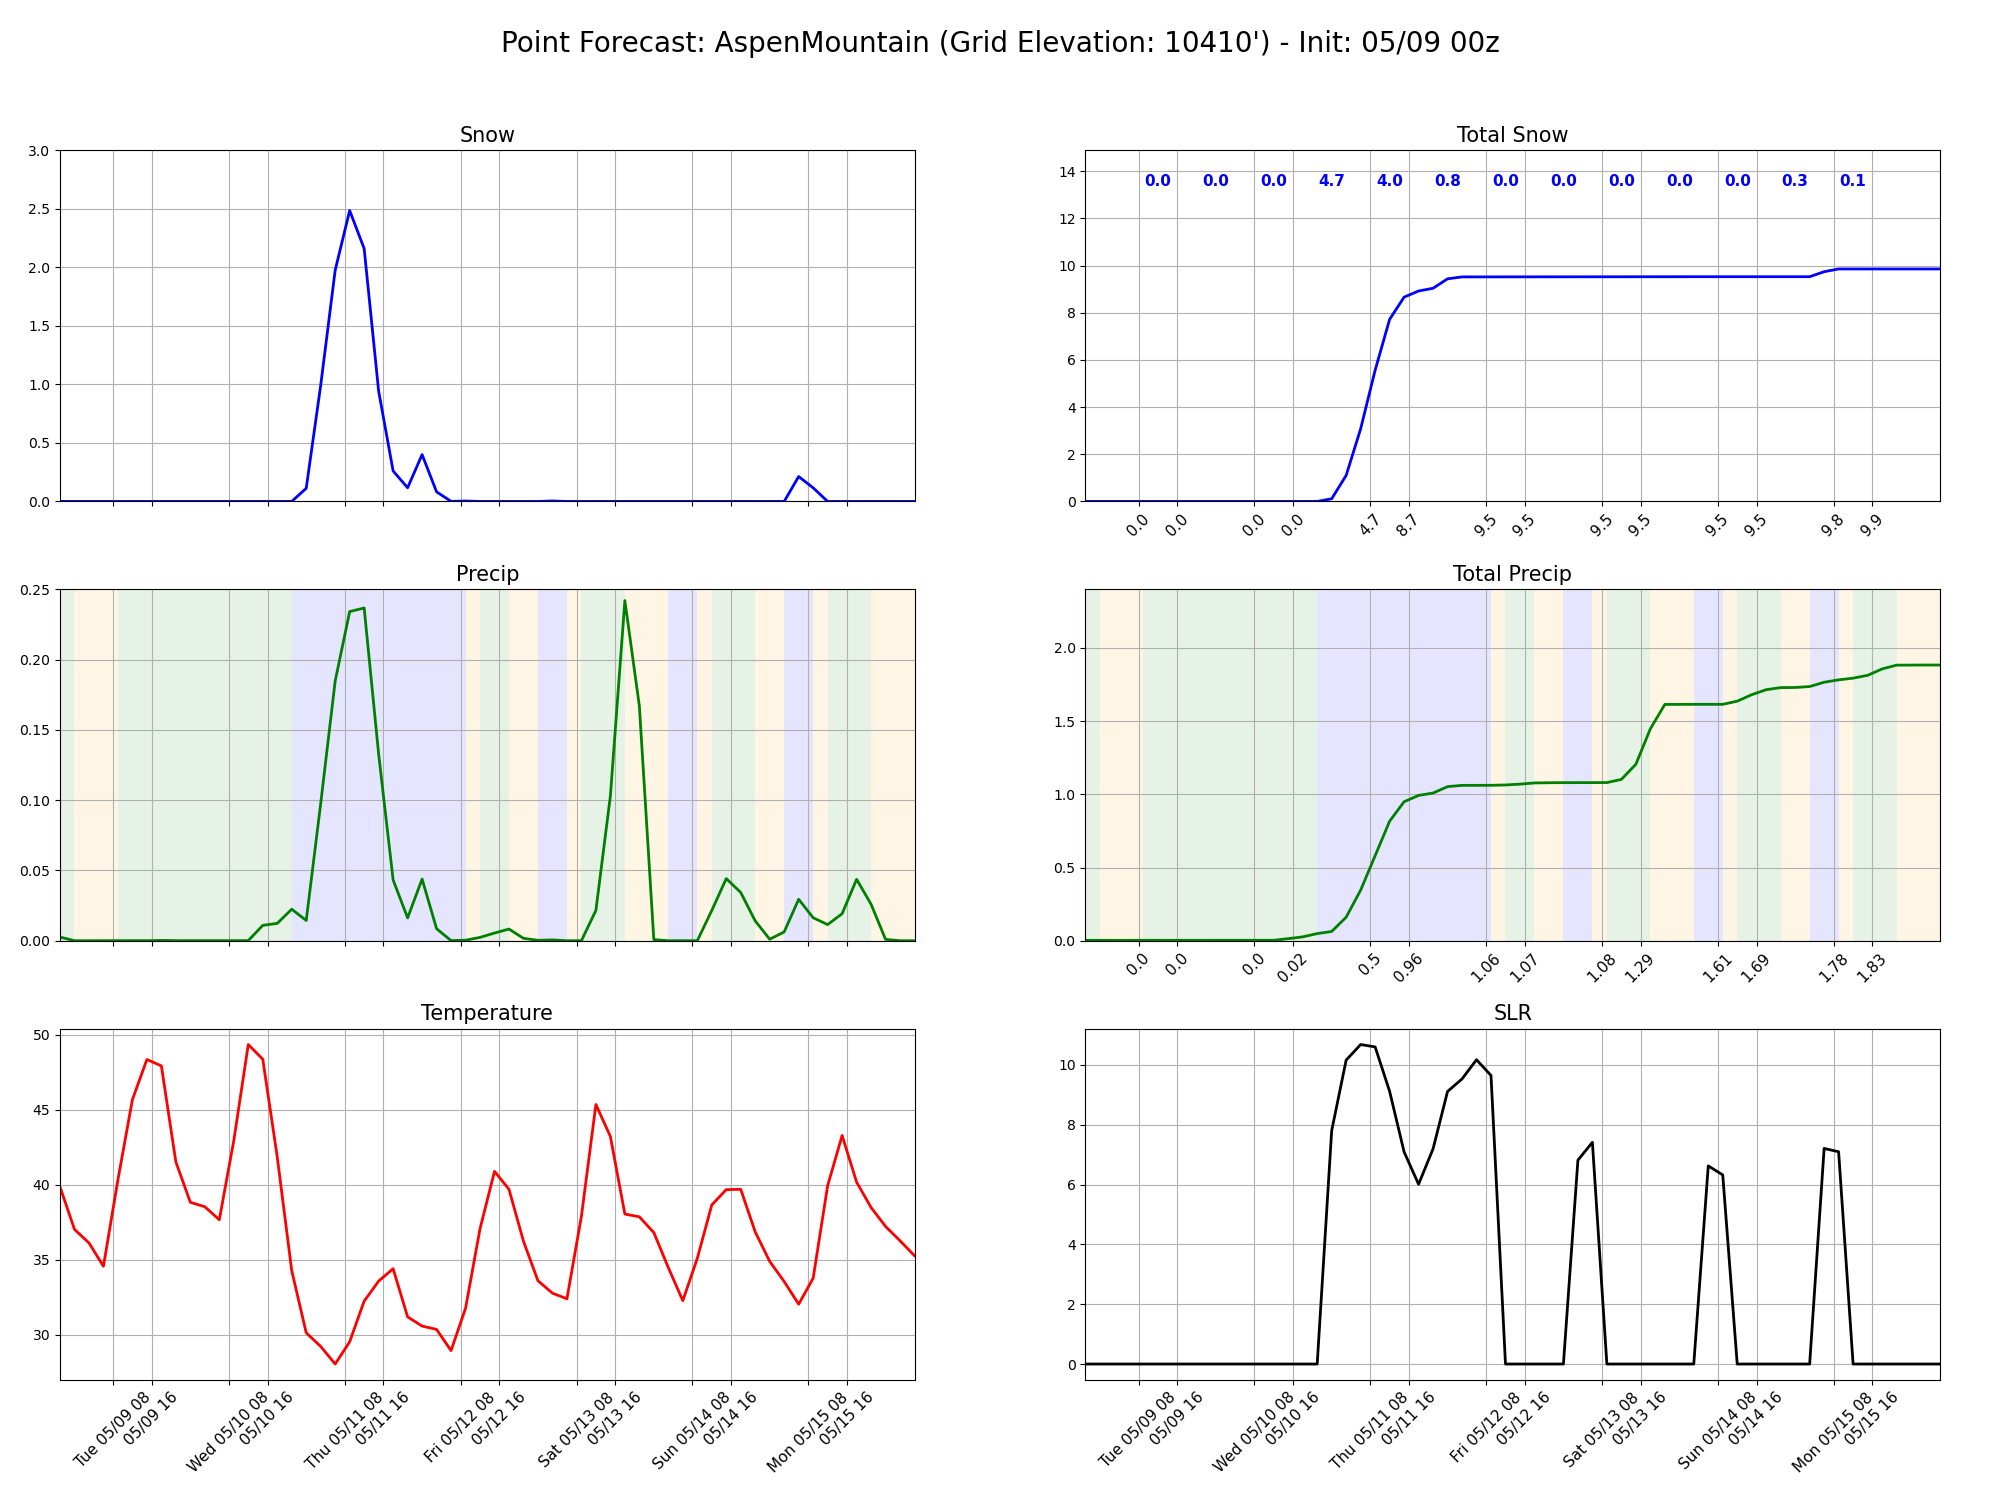 Point Forecast: AspenMountain (Grid Elevation: 10410') - Init: 05/09 00z
Snow
3.0
2.5
2.0
1.5
1.0
0.5
0.0
Total Snow
14
12
10
8
6
4
2
0
0.0 0.0 0.0 4.7 4.0 0.8 0.0 0.0 0.0 0.0 0.0 0.3 0.1
0.0 0.0 0.0 0.0 4.7 8.7 9.5 9.5 9.5 9.5 9.5 9.5 9.8 9.9
Precip
0.25
0.20
0.15
0.10
0.05
0.00
Total Precip
2.0
1.5
1.0
0.5
0.0
0.0 0.0 0.0 0.02 0.5 0.96 1.06 1.07 1.08 1.29 1.61 1.69 1.78 1.83
Temperature
50
45
40
35
30
Tue 05/09 08
05/09 16
Wed 05/10 08
05/10 16
Thu 05/11 08
05/11 16
Fri 05/12 08
05/12 16
Sat 05/13 08
05/13 16
Sun 05/14 08
05/14 16
Mon 05/15 08
05/15 16
SLR
10
8
6
4
2
0
Tue 05/09 08
05/09 16
Wed 05/10 08
05/10 16
Thu 05/11 08
05/11 16
Fri 05/12 08
05/12 16
Sat 05/13 08
05/13 16
Sun 05/14 08
05/14 16
Mon 05/15 08
05/15 16